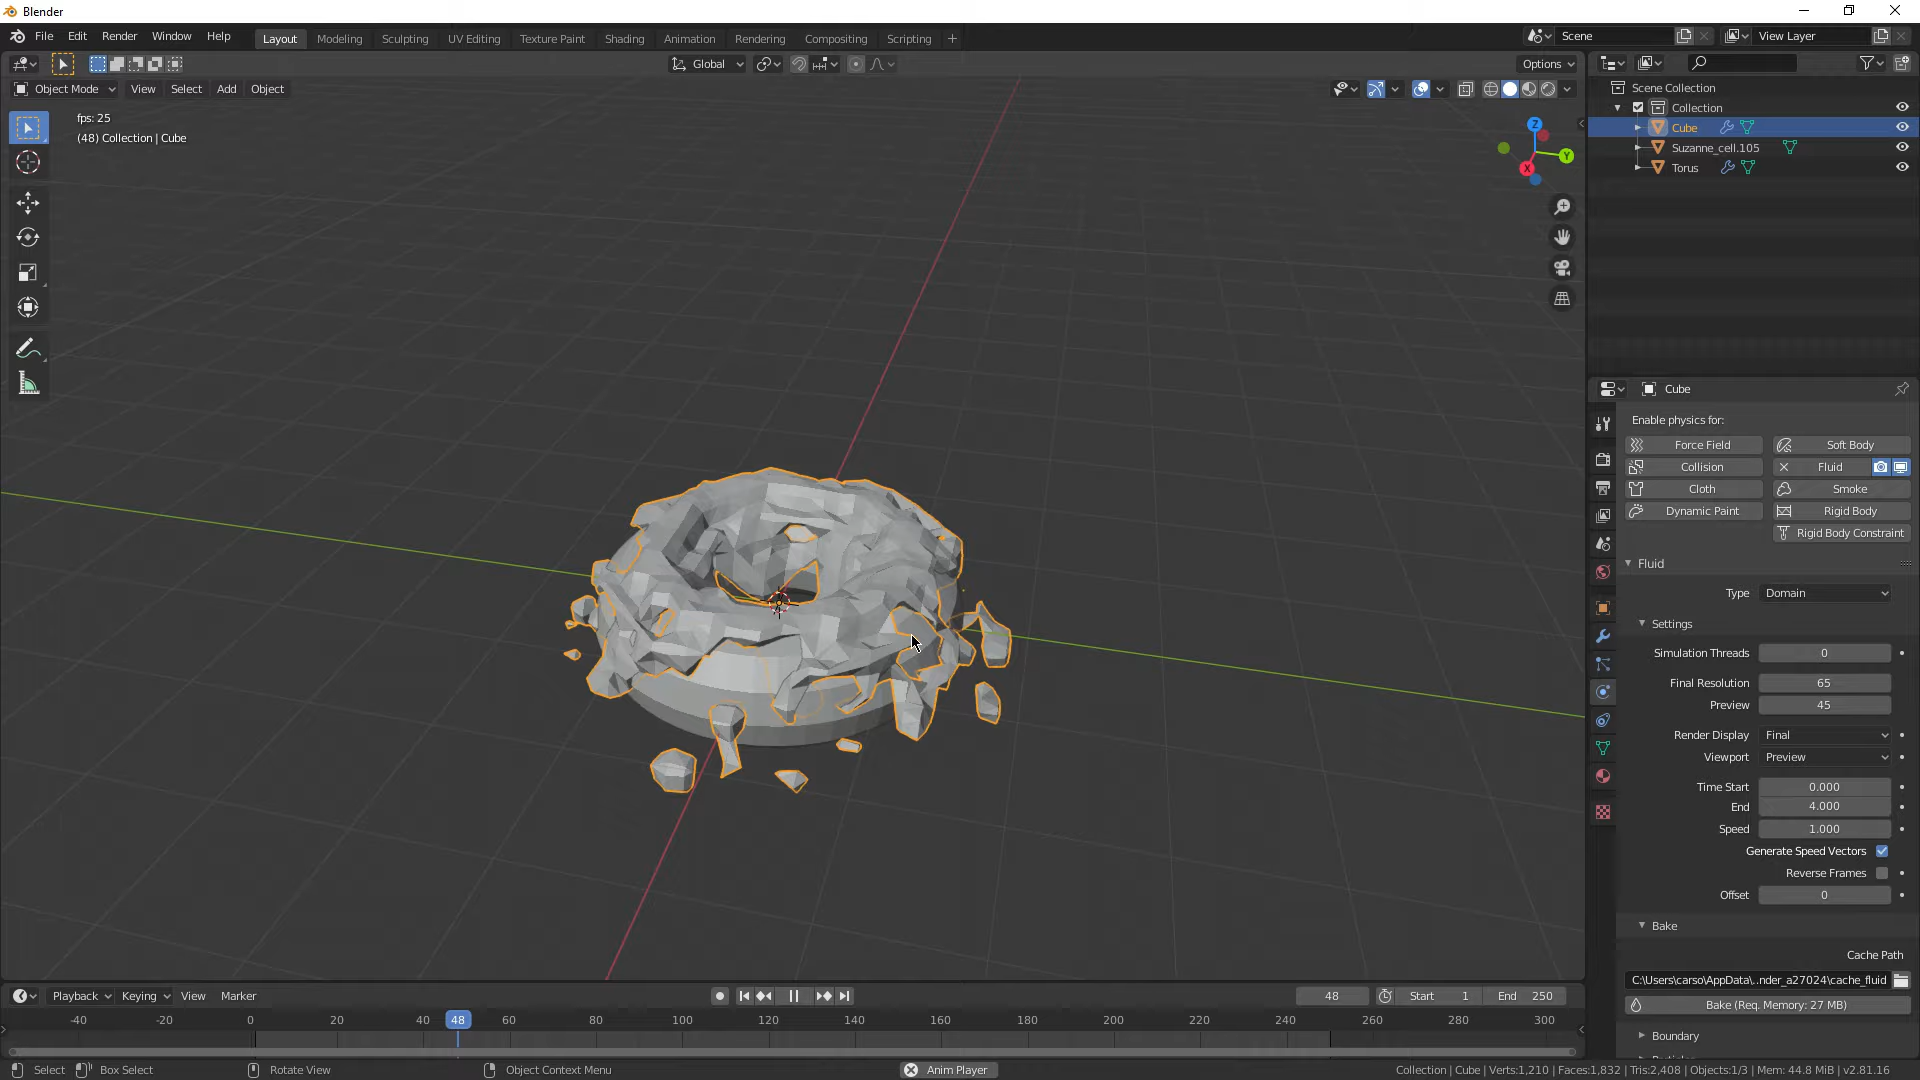 Blender
File Edit Render Window Help
Layout Modeling Sculpting UV Editing Texture Paint Shading Animation Rendering Compositing Scripting
Scene View Layer
Global Options
Object Mode View Select Add Object
fps: 25
(48) Collection | Cube
Z
Y
X
Scene Collection
Collection
Cube
Suzanne_cell.105
Torus
Cube
Enable physics for:
Force Field Soft Body
Collision Fluid
Cloth Smoke
Dynamic Paint Rigid Body
Rigid Body Constraint
Fluid
Type Domain
Settings
Simulation Threads 0
Final Resolution 65
Preview 45
Render Display Final
Viewport Preview
Time Start 0.000
End 4.000
Speed 1.000
Generate Speed Vectors
Reverse Frames
Offset 0
Bake
Cache Path
C:\Users\carso\AppData\..nder_a27024\cache_fluid
Bake (Req. Memory: 27 MB)
Boundary
Playback Keying View Marker 48 Start 1 End 250
-40 -20 0 20 40 48 60 80 100 120 140 160 180 200 220 240 260 280 300
Select Box Select Rotate View Object Context Menu Anim Player Collection | Cube | Verts:1,210 | Faces:1,832 | Tris:2,408 | Objects:1/3 | Mem: 44.8 MiB | v2.81.16